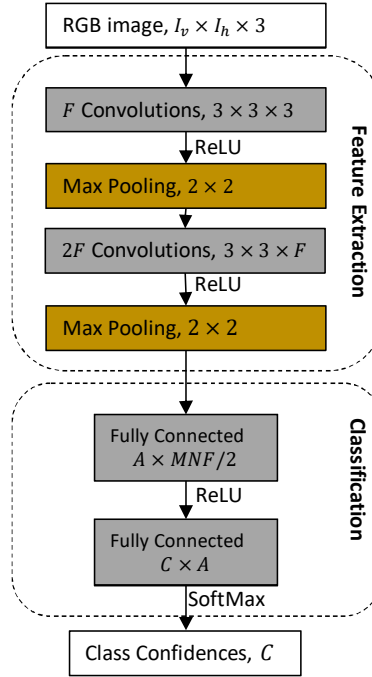 RGB image, I_v × I_h × 3
F Convolutions, 3 × 3 × 3
ReLU
Max Pooling, 2 × 2
2F Convolutions, 3 × 3 × F
ReLU
Max Pooling, 2 × 2
Feature Extraction
Fully Connected
A × MNF/2
ReLU
Fully Connected
C × A
SoftMax
Classification
Class Confidences, C